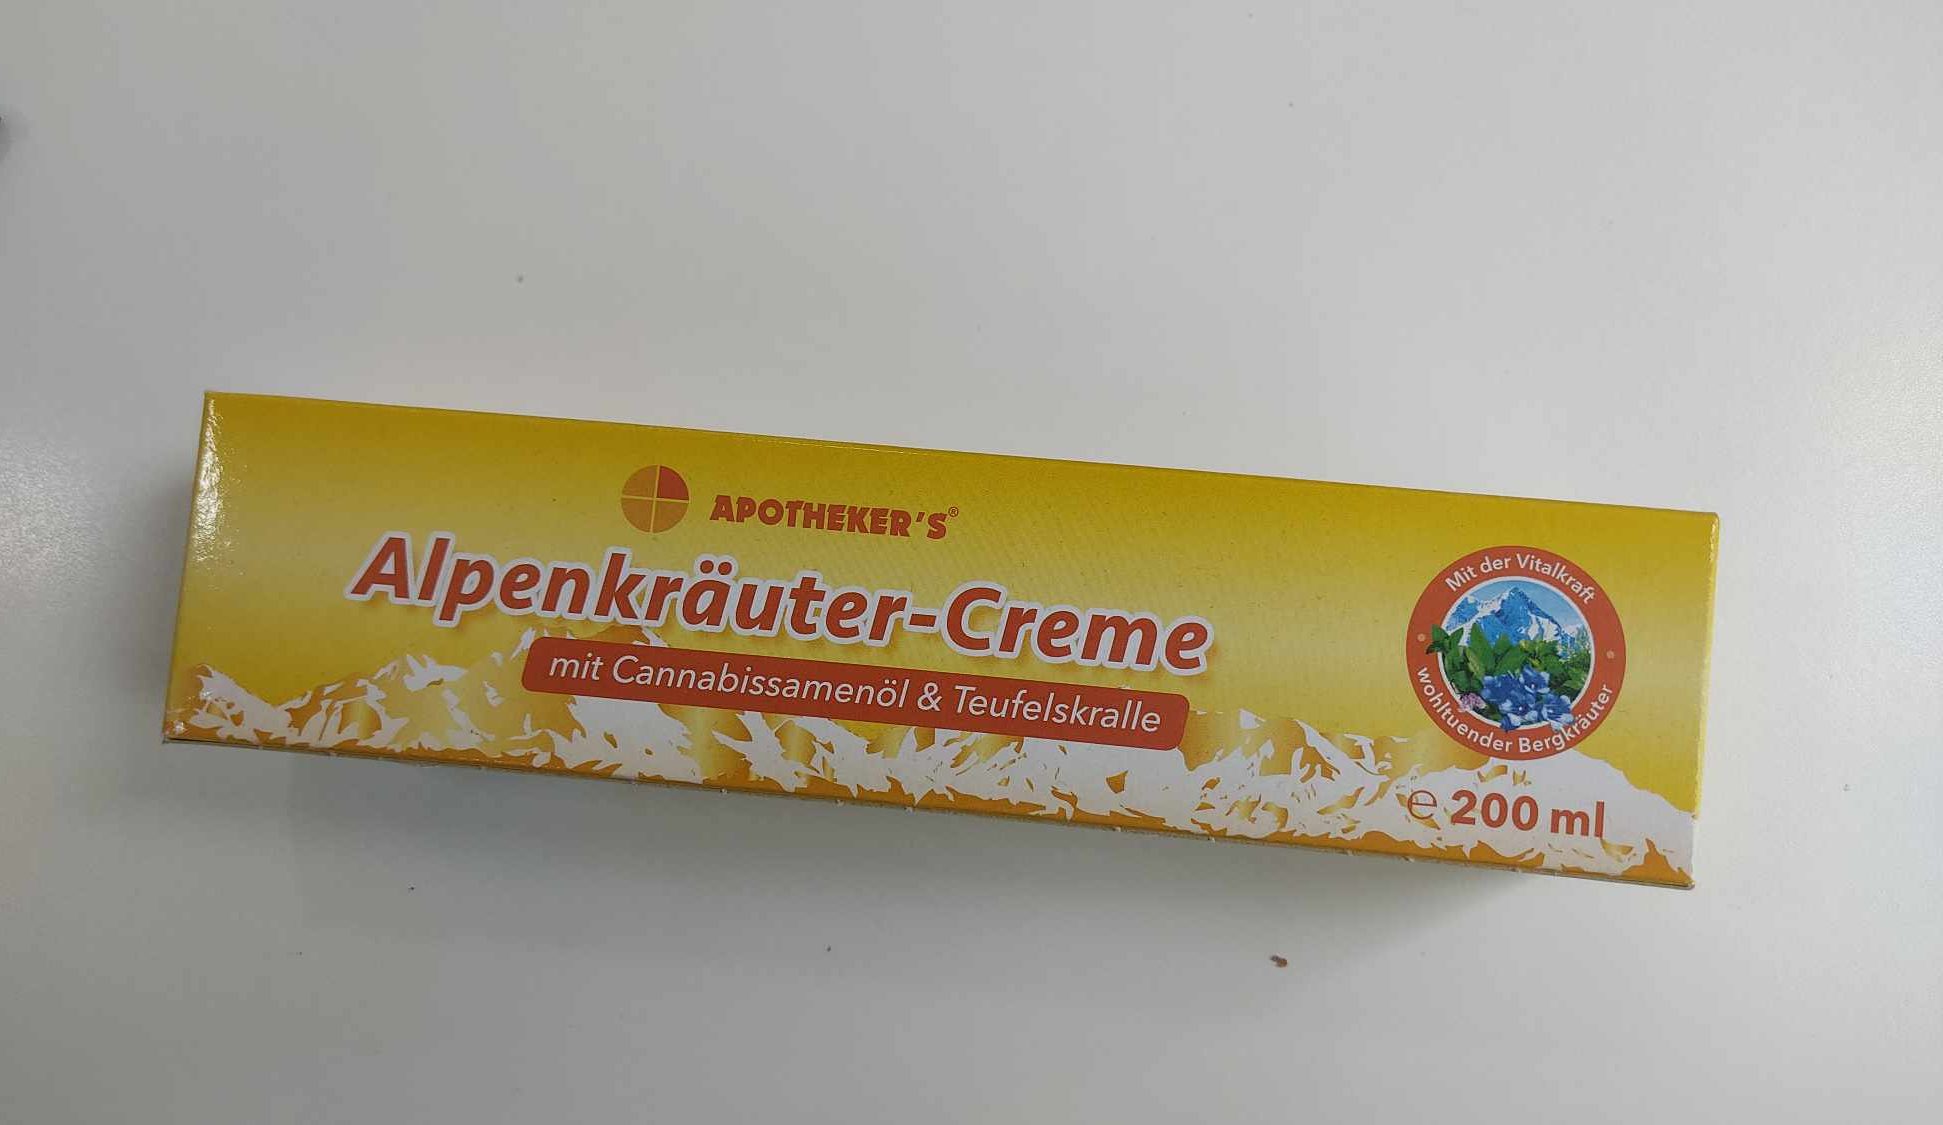 APOTHEKER'S®
Alpenkräuter-Creme
mit Cannabissamenöl & Teufelskralle
Mit der Vitalkraft
wohltuender Bergkräuter
℮ 200 ml